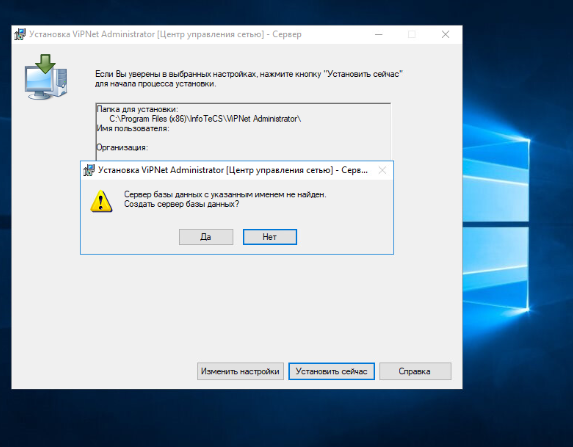 Установка ViPNet Administrator [Центр управления сетью] - Сервер
Если Вы уверены в выбранных настройках, нажмите кнопку "Установить сейчас"
для начала процесса установки.
Папка для установки:
C:\Program Files (x86)\InfoTeCS\ViPNet Administrator\
Имя пользователя:
Организация:
Установка ViPNet Administrator [Центр управления сетью] - Серв...
Сервер базы данных с указанным именем не найден.
Создать сервер базы данных?
Да
Нет
Изменить настройки
Установить сейчас
Справка